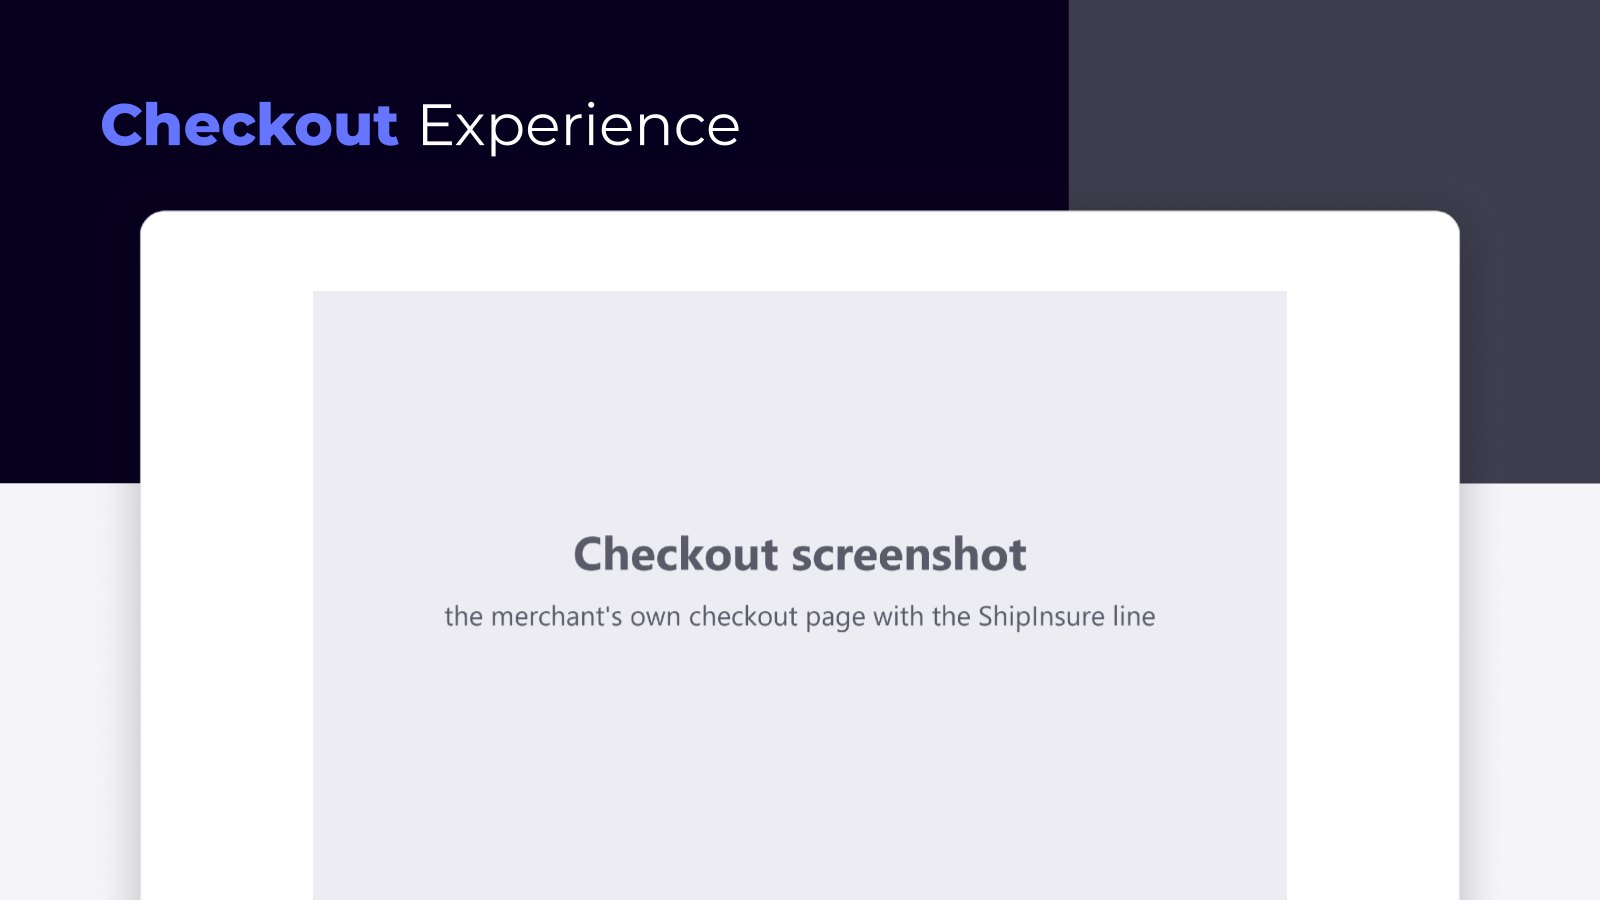 Checkout Experience
Checkout screenshot
the merchant's own checkout page with the ShipInsure line